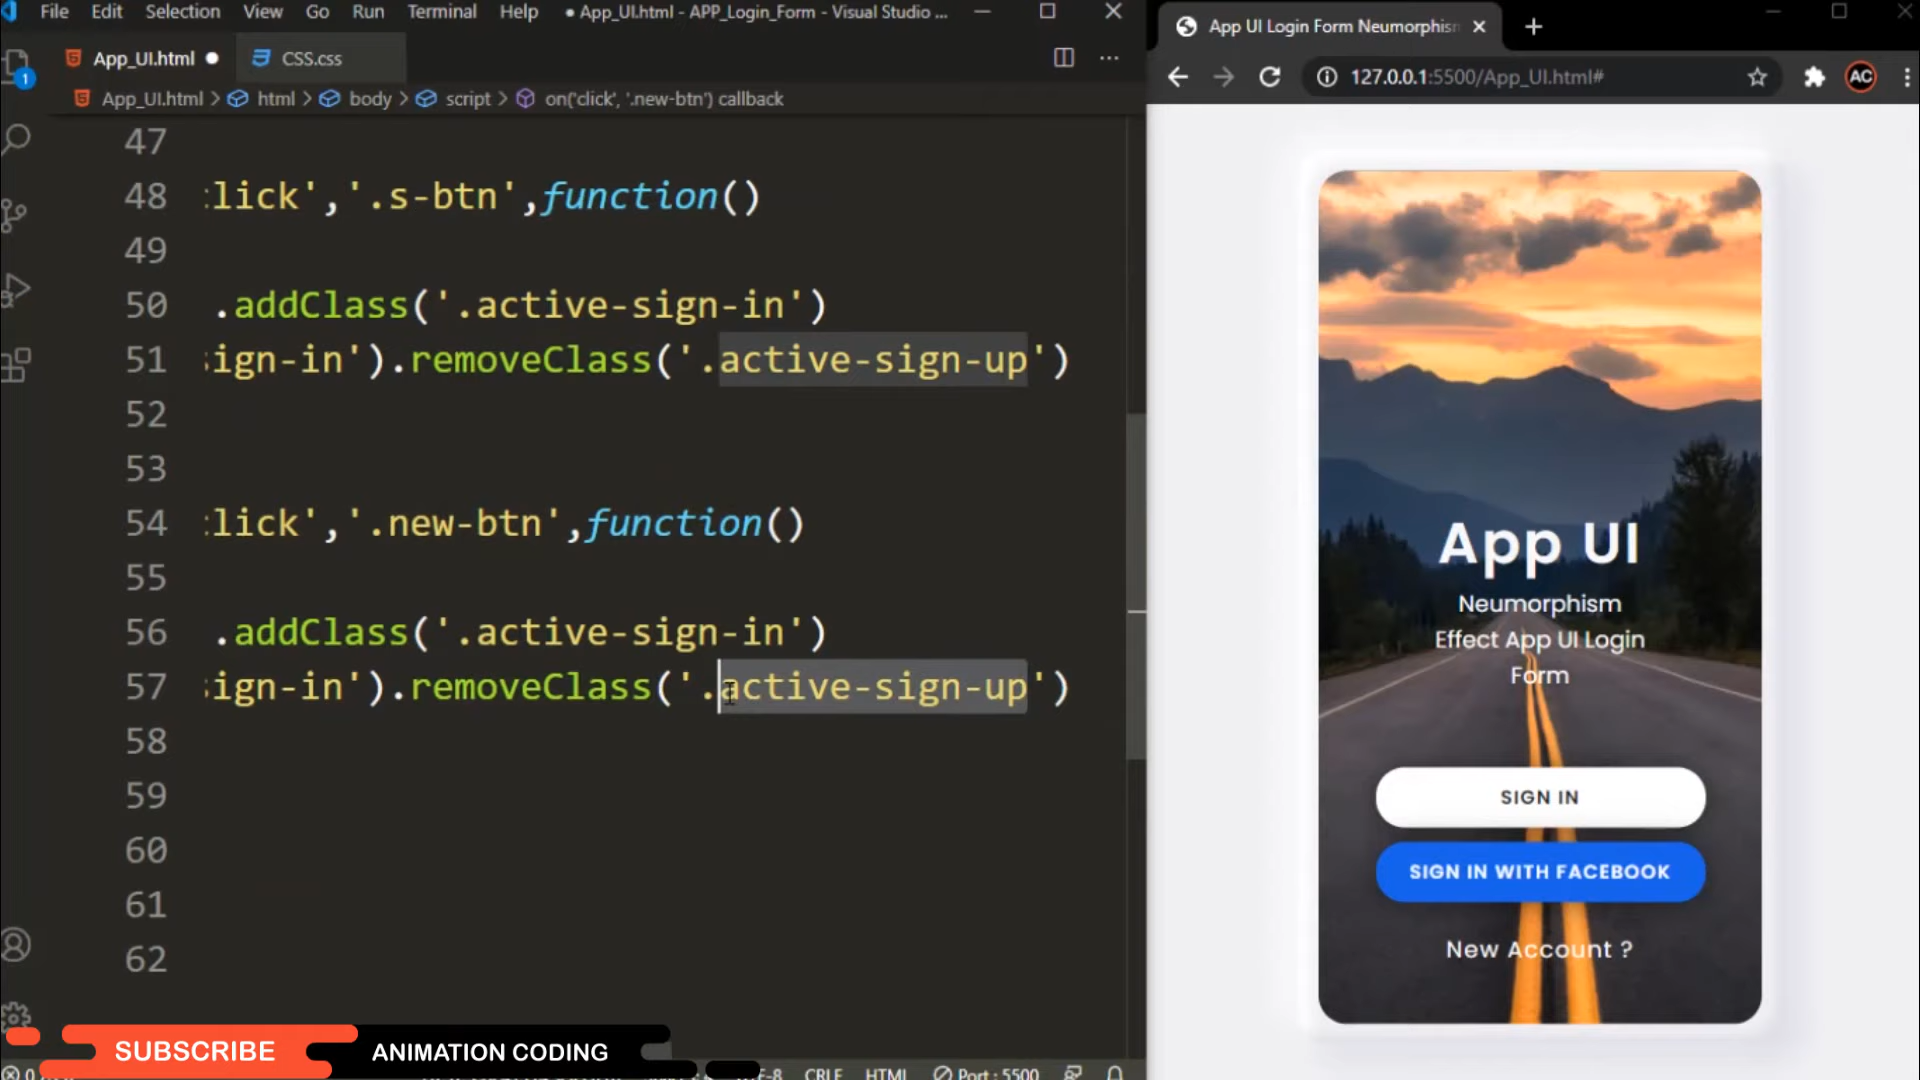 File Edit Selection View Go Run Terminal Help ● App_UI.html - APP_Login_Form - Visual Studio ...
App_UI.html ● CSS.css
1
App_UI.html > html > body > script > on('click', '.new-btn') callback
47
48 :lick','.s-btn',function()
49
50 .addClass('.active-sign-in')
51 ign-in').removeClass('.active-sign-up')
52
53
54 :lick','.new-btn',function()
55
56 .addClass('.active-sign-in')
57 ign-in').removeClass('.active-sign-up')
58
59
60
61
62
SUBSCRIBE ANIMATION CODING
CRLF HTML Port : 5500
App UI Login Form Neumorphism
127.0.0.1:5500/App_UI.html#
AC
App UI
Neumorphism
Effect App UI Login
Form
SIGN IN
SIGN IN WITH FACEBOOK
New Account ?